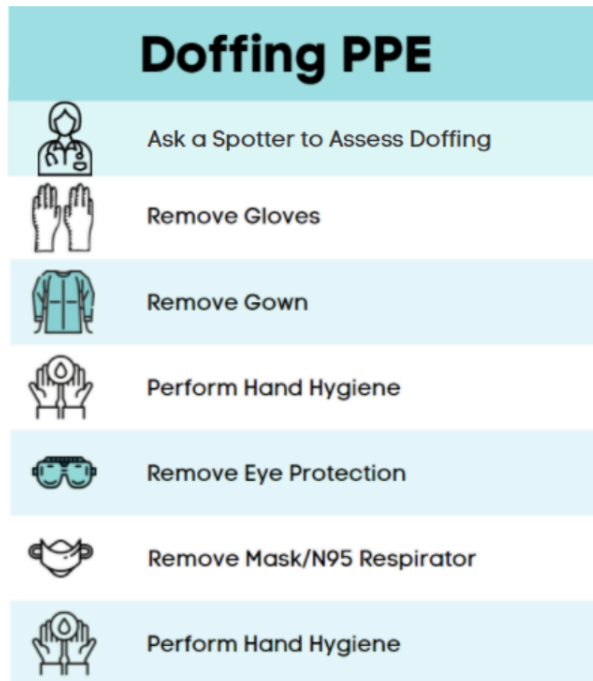 Doffing PPE
Ask a Spotter to Assess Doffing
Remove Gloves
Remove Gown
Perform Hand Hygiene
Remove Eye Protection
Remove Mask/N95 Respirator
Perform Hand Hygiene